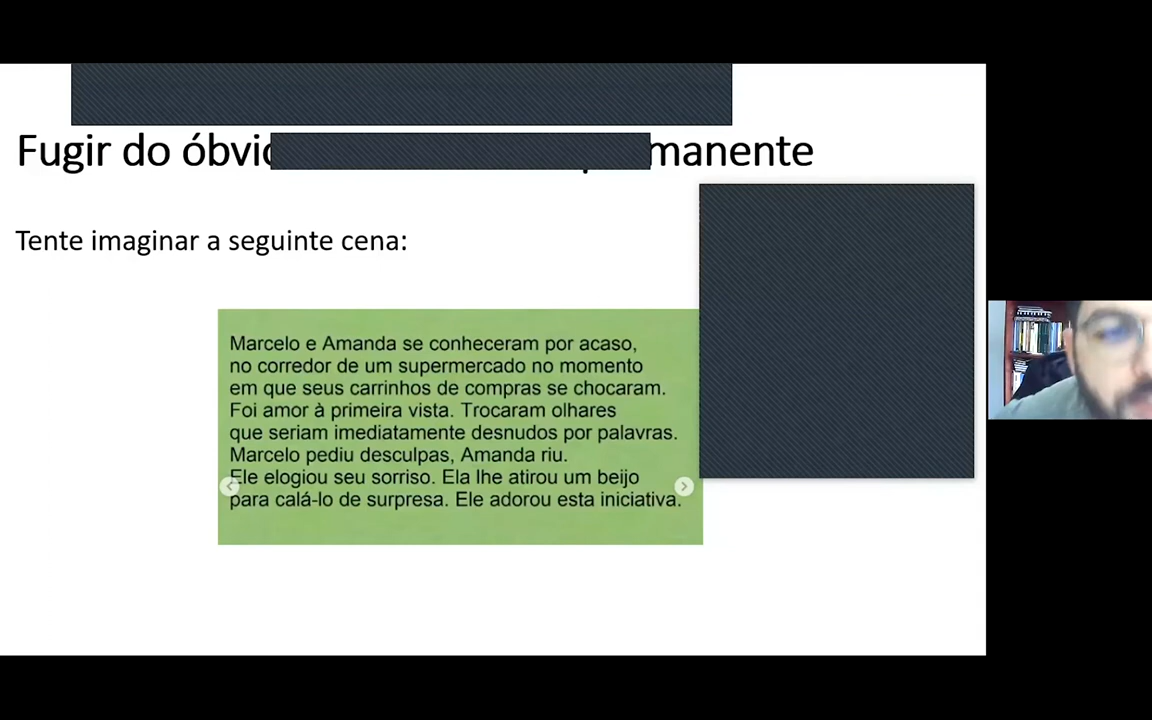 Fugir do
Tente imaginar a seguinte cena:
Marcelo e Amanda se conheceram por acaso,
no corredor de um supermercado no momento
em que seus carrinhos de compras se chocaram.
Foi amor à primeira vista. Trocaram olhares
que seriam imediatamente desnudos por palavras.
Marcelo pediu desculpas, Amanda riu.
Ele elogiou seu sorriso. Ela lhe atirou um beijo
para calá-lo de surpresa. Ele adorou esta iniciativa.